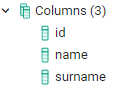 Columns (3)
id
name
surname